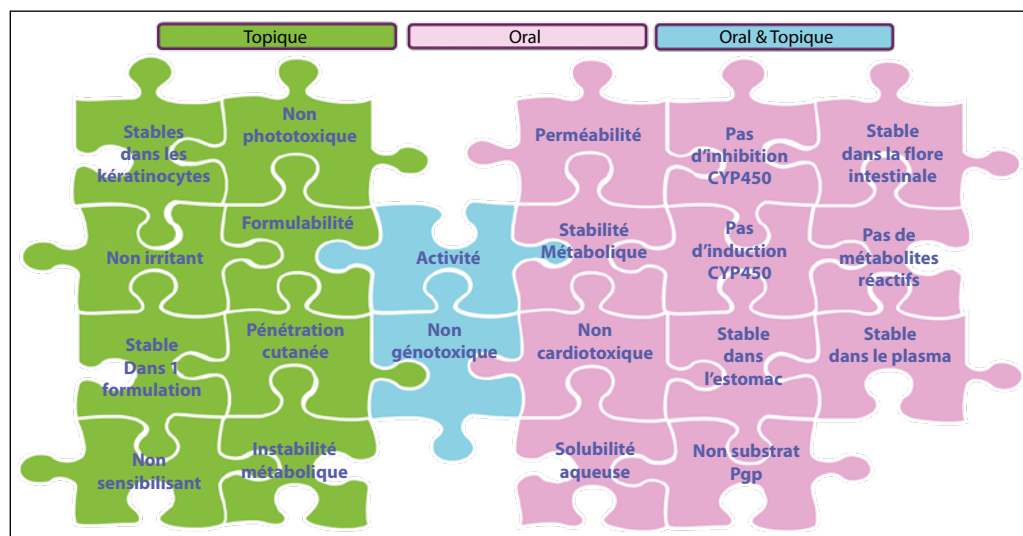 Topique
Oral
Oral & Topique
Stables
dans les
kératinocytes
Non
phototoxique
Perméabilité
Pas
d’inhibition
CYP450
Stable
dans la flore
intestinale
Non irritant
Formulabilité
Activité
Stabilité
Métabolique
Pas
d’induction
CYP450
Pas de
métabolites
réactifs
Stable
Dans 1
formulation
Pénétration
cutanée
Non
génotoxique
Non
cardiotoxique
Stable
dans
l’estomac
Stable
dans le plasma
Non
sensibilisant
Instabilité
métabolique
Solubilité
aqueuse
Non substrat
Pgp